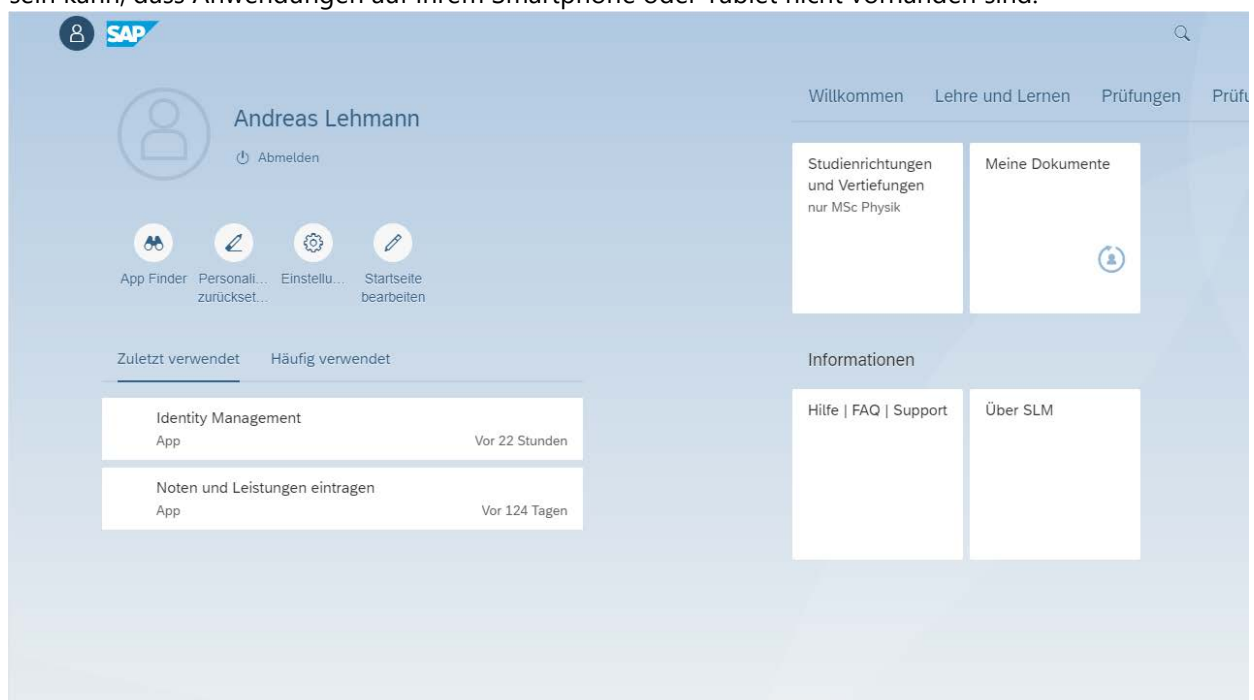 sein kann, dass Anwendungen auf Ihrem Smartphone oder Tablet nicht vorhanden sind.
SAP
Andreas Lehmann
Abmelden
App Finder
Personali...
zurückset...
Einstellu...
Startseite
bearbeiten
Zuletzt verwendet Häufig verwendet
Identity Management
App Vor 22 Stunden
Noten und Leistungen eintragen
App Vor 124 Tagen
Willkommen Lehre und Lernen Prüfungen Prüfu
Studienrichtungen
und Vertiefungen
nur MSc Physik
Meine Dokumente
Informationen
Hilfe | FAQ | Support
Über SLM